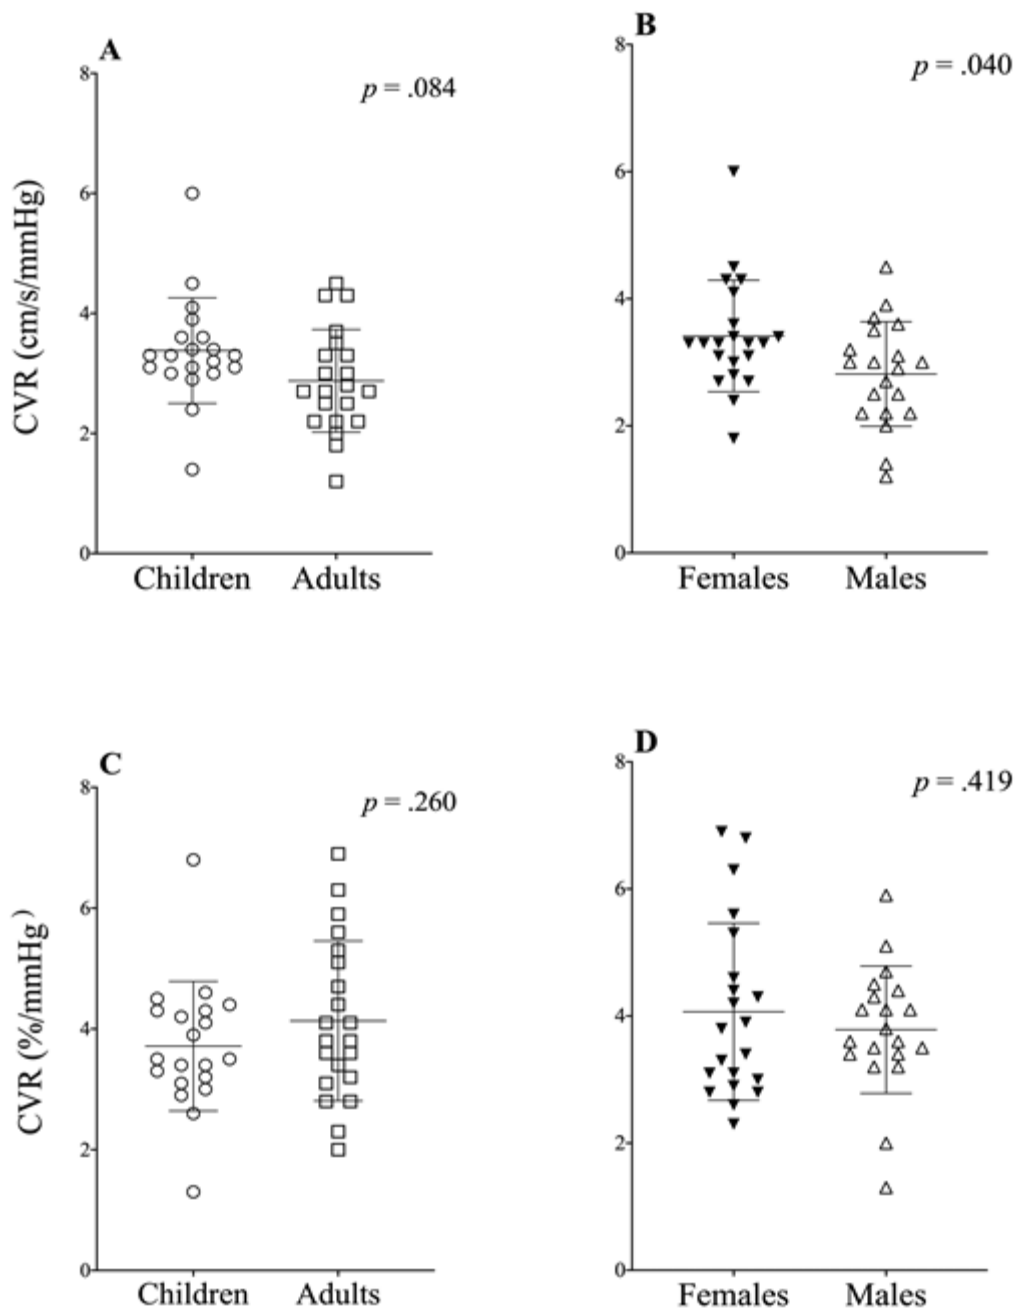 A
p = .084
CVR (cm/s/mmHg)
8
6
4
2
0
Children
Adults
B
p = .040
8
6
4
2
0
Females
Males
C
p = .260
CVR (%/mmHg)
8
6
4
2
0
Children
Adults
D
p = .419
8
6
4
2
0
Females
Males